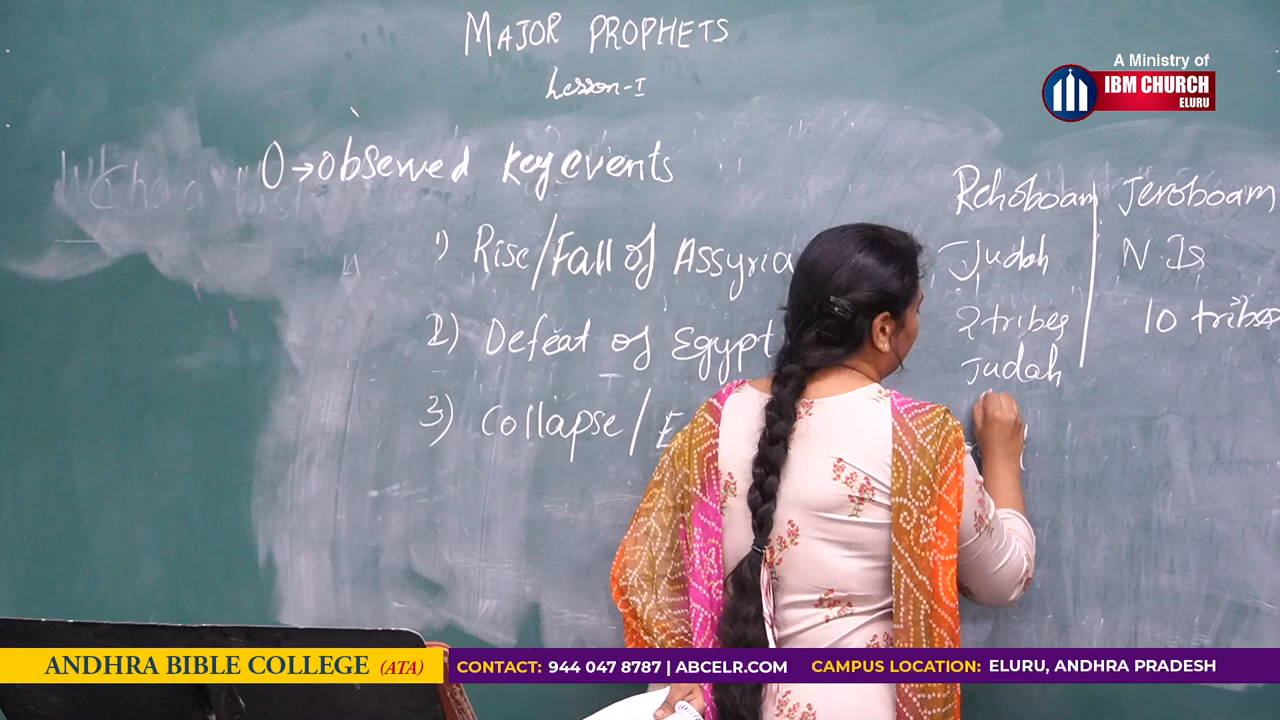 MAJOR PROPHETS
Lesson-I
A Ministry of
IBM CHURCH
ELURU
O→observed key events
1) Rise/Fall of Assyria
2) Defeat of Egypt
3) Collapse/E
Rehoboam Jeroboam
Judah N Is
2 tribes 10 tribes
Judah
ANDHRA BIBLE COLLEGE (ATA)
CONTACT: 944 047 8787 | ABCELR.COM CAMPUS LOCATION: ELURU, ANDHRA PRADESH